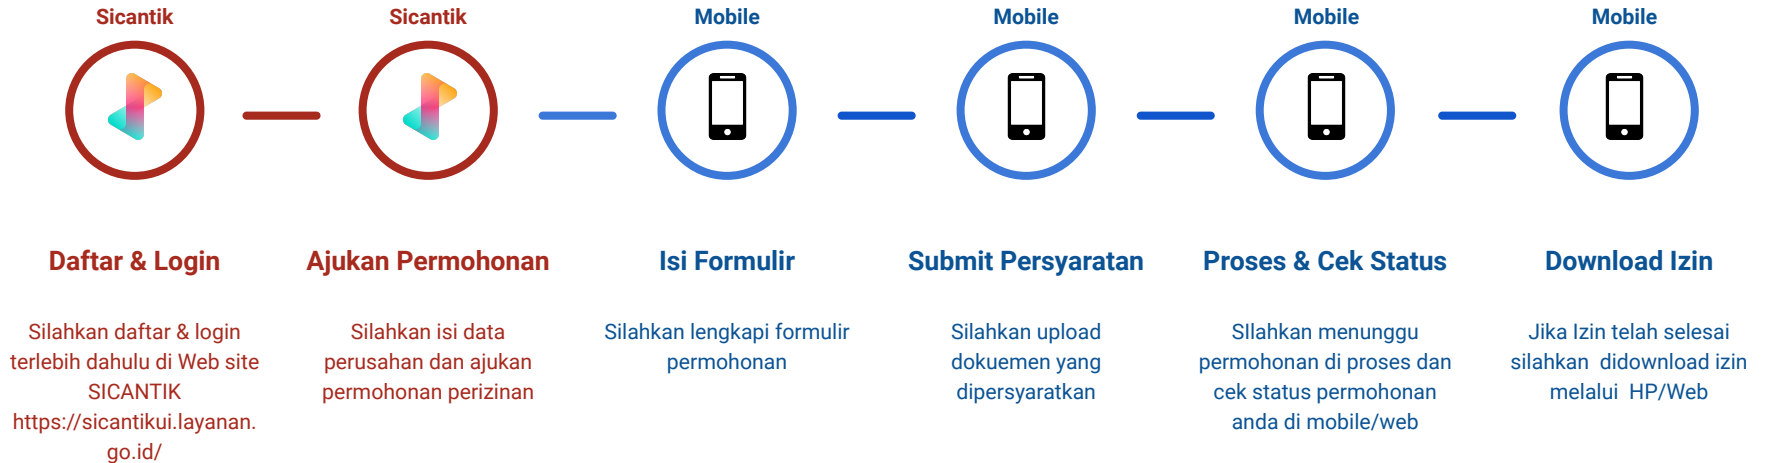 Sicantik
Daftar & Login
Silahkan daftar & login
terlebih dahulu di Web site
SICANTIK
https://sicantikui.layanan.
go.id/
Sicantik
Ajukan Permohonan
Silahkan isi data
perusahan dan ajukan
permohonan perizinan
Mobile
Isi Formulir
Silahkan lengkapi formulir
permohonan
Mobile
Submit Persyaratan
Silahkan upload
dokuemen yang
dipersyaratkan
Mobile
Proses & Cek Status
SIlahkan menunggu
permohonan di proses dan
cek status permohonan
anda di mobile/web
Mobile
Download Izin
Jika Izin telah selesai
silahkan  didownload izin
melalui  HP/Web